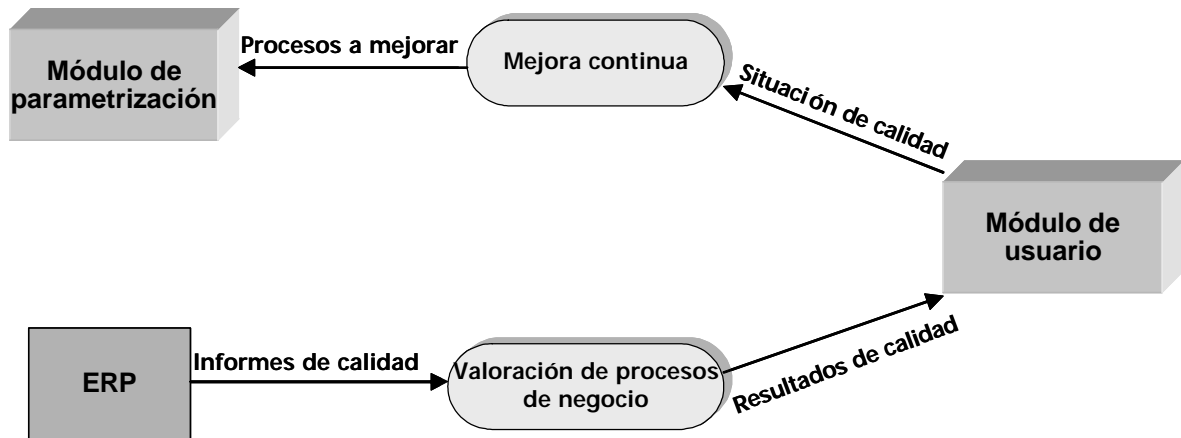 Procesos a mejorar
Módulo de
parametrización
Mejora continua
Situación de calidad
Módulo de
usuario
ERP
Informes de calidad
Valoración de procesos
de negocio
Resultados de calidad